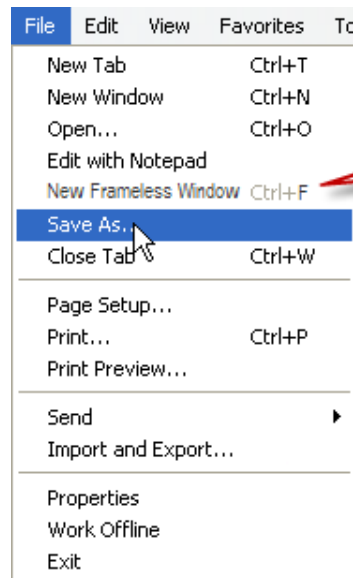 File Edit View Favorites To
New Tab Ctrl+T
New Window Ctrl+N
Open... Ctrl+O
Edit with Notepad
New Frameless Window Ctrl+F
Save As..
Close Tab Ctrl+W
Page Setup...
Print... Ctrl+P
Print Preview...
Send
Import and Export...
Properties
Work Offline
Exit